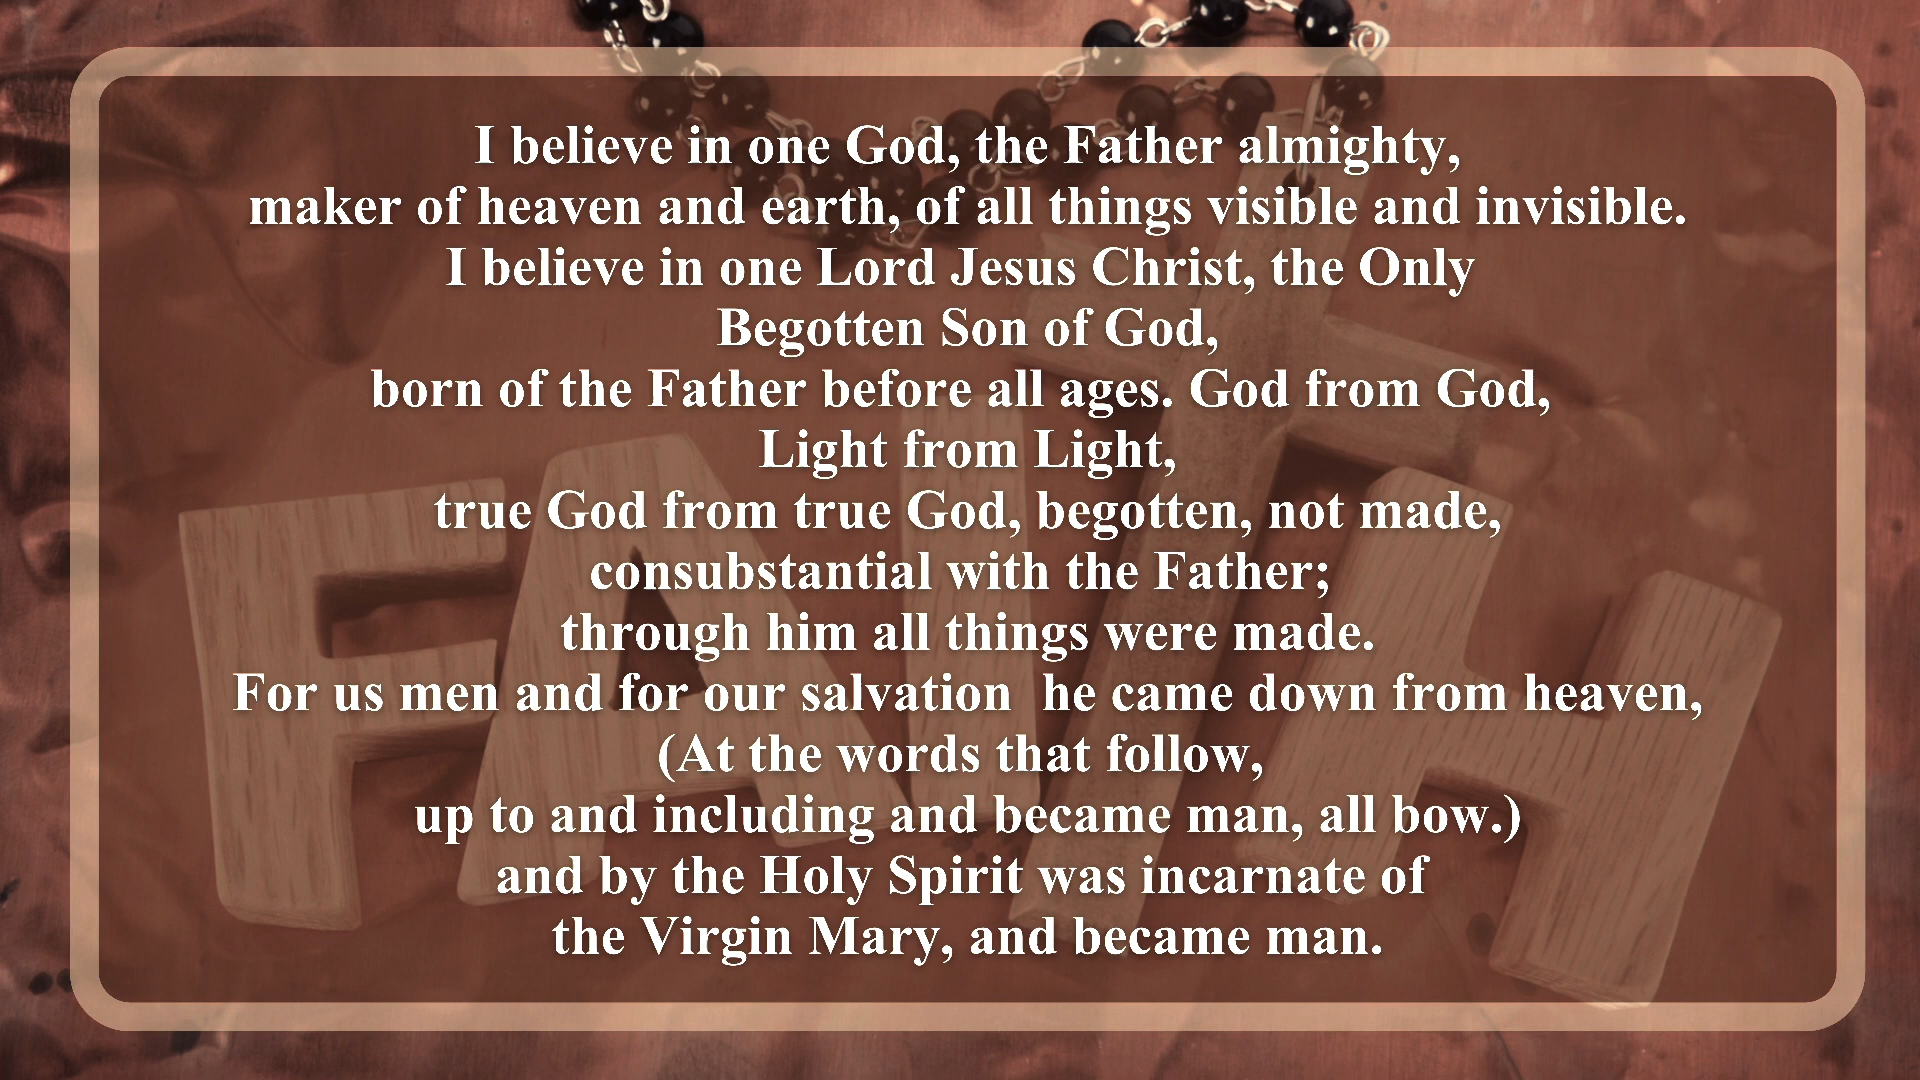 I believe in one God, the Father almighty,
maker of heaven and earth, of all things visible and invisible.
I believe in one Lord Jesus Christ, the Only
Begotten Son of God,
born of the Father before all ages. God from God,
Light from Light,
true God from true God, begotten, not made,
consubstantial with the Father;
through him all things were made.
For us men and for our salvation  he came down from heaven,
(At the words that follow,
up to and including and became man, all bow.)
and by the Holy Spirit was incarnate of
the Virgin Mary, and became man.
FAITH